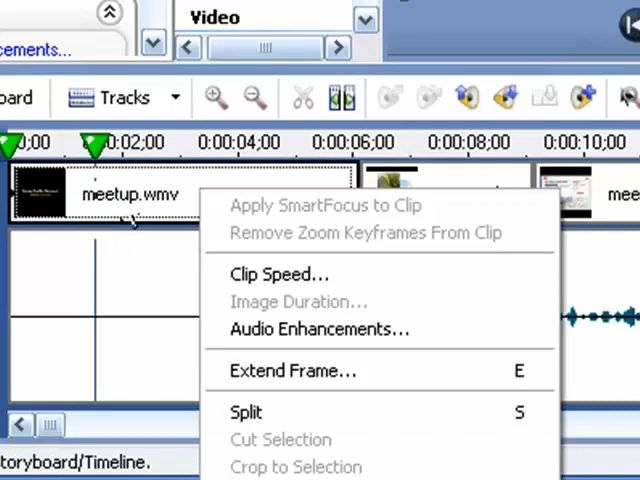 Video
cements...
oard
Tracks
0;00
0:02;00
0:00:04;00
0:00:06;00
0:00:08;00
0:00:10;00
meetup.wmv
mee
Apply SmartFocus to Clip
Remove Zoom Keyframes From Clip
Clip Speed...
Image Duration...
Audio Enhancements...
Extend Frame... E
Split S
Cut Selection
Crop to Selection
toryboard/Timeline.